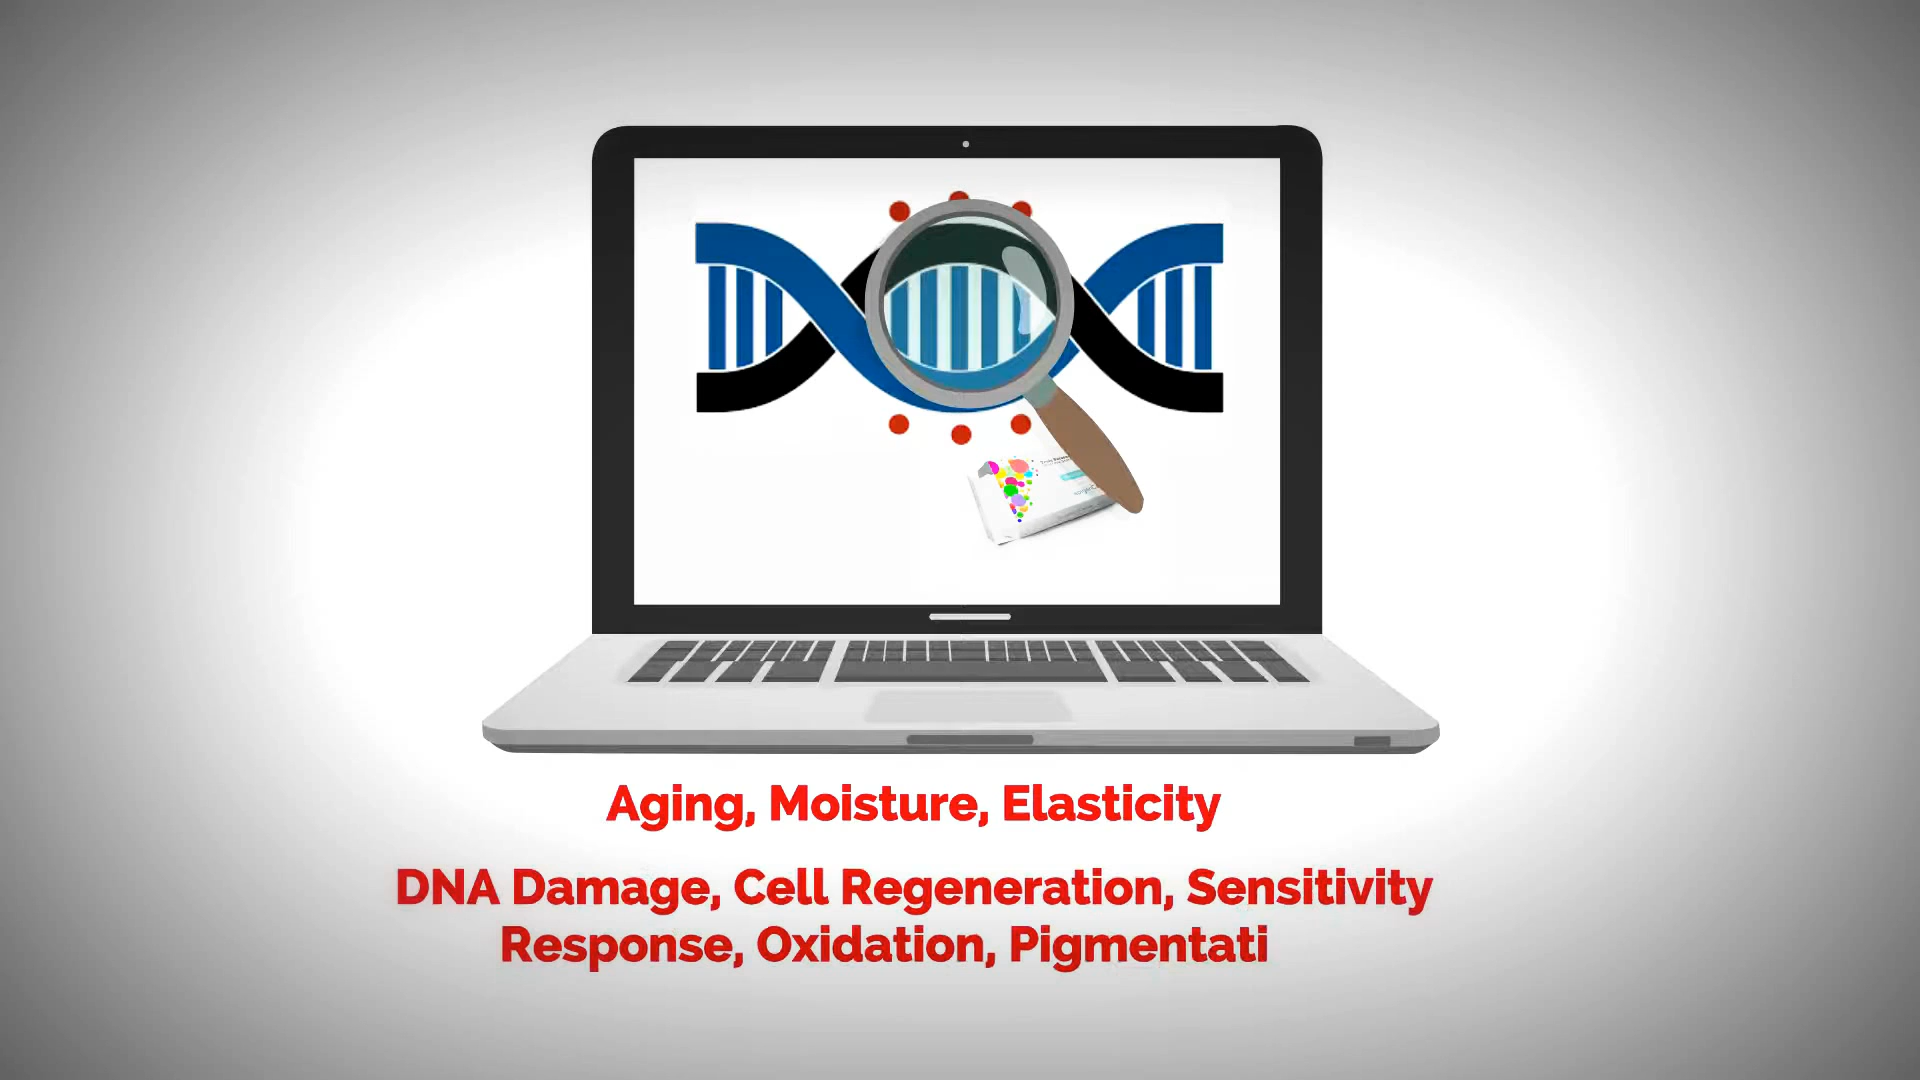 Aging, Moisture, Elasticity
DNA Damage, Cell Regeneration, Sensitivity
Response, Oxidation, Pigmentati